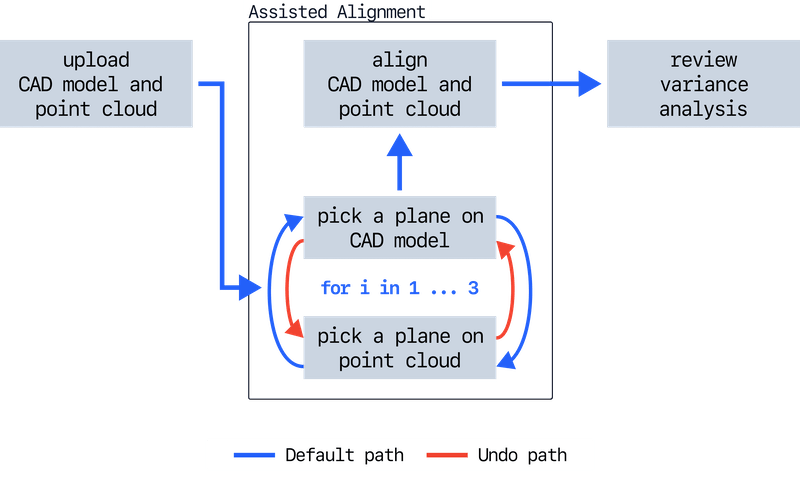 Assisted Alignment
upload
CAD model and
point cloud
align
CAD model and
point cloud
review
variance
analysis
pick a plane on
CAD model
for i in 1 ... 3
pick a plane on
point cloud
Default path
Undo path